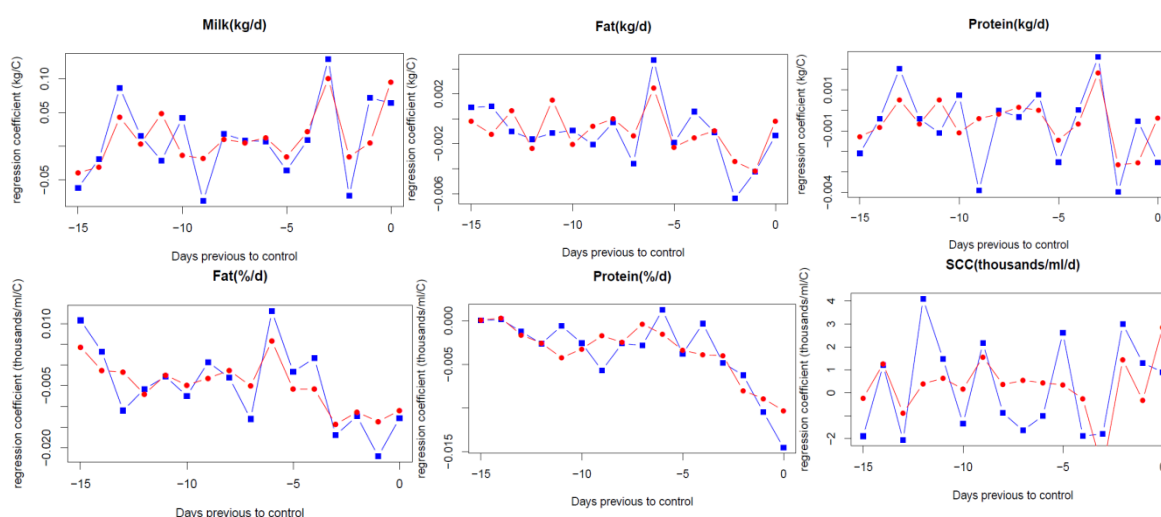 Milk(kg/d)
regression coefficient (kg/C)
0.10
0.05
−0.05
−15
−10
−5
0
Days previous to control
Fat(kg/d)
regression coefficient (kg/C)
0.002
−0.002
−0.006
−15
−10
−5
0
Days previous to control
Protein(kg/d)
regression coefficient (kg/C)
0.001
−0.001
−0.004
−15
−10
−5
0
Days previous to control
Fat(%/d)
regression coefficient (thousands/ml/C)
0.010
−0.005
−0.020
−15
−10
−5
0
Days previous to control
Protein(%/d)
regression coefficient (thousands/ml/C)
0.000
−0.005
−0.015
−15
−10
−5
0
Days previous to control
SCC(thousands/ml/d)
regression coefficient (thousands/ml/C)
4
3
2
1
0
−2
−15
−10
−5
0
Days previous to control